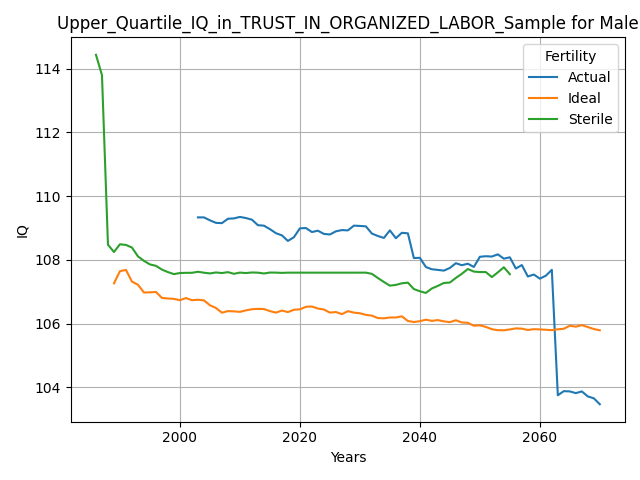 Upper_Quartile_IQ_in_TRUST_IN_ORGANIZED_LABOR_Sample for Male
Fertility
Actual
Ideal
Sterile
114
112
110
108
106
104
IQ
2000
2020
2040
2060
Years